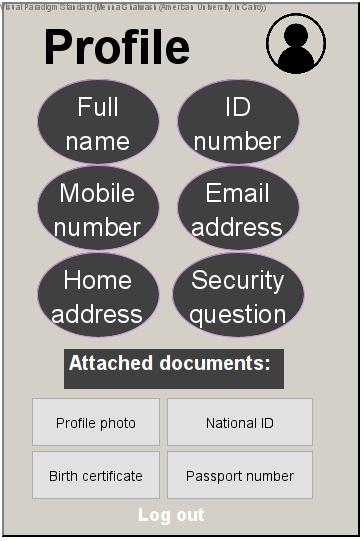 Visual Paradigm Standard (Menna Ghalwash (American University in Cairo))
Profile
Full
name
ID
number
Mobile
number
Email
address
Home
address
Security
question
Attached documents:
Profile photo
National ID
Birth certificate
Passport number
Log out